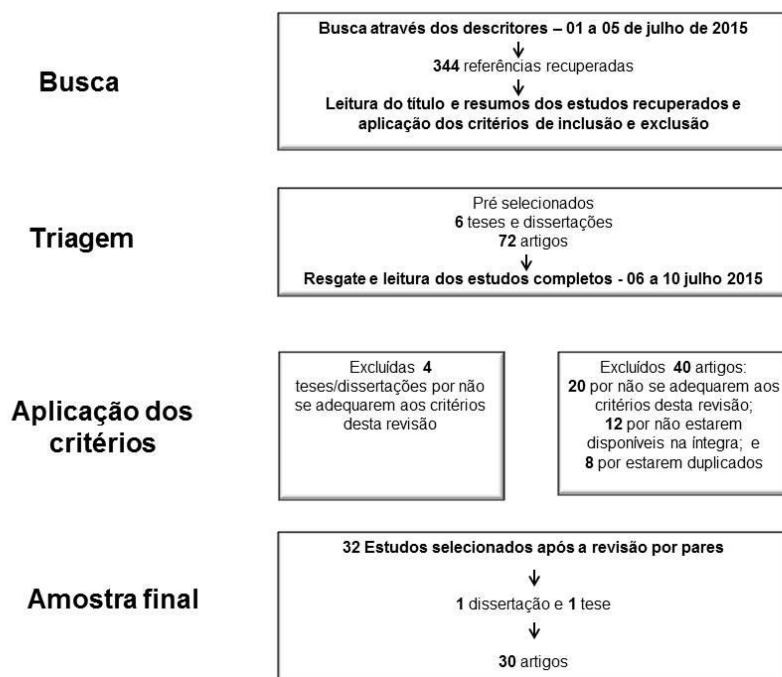 Busca
Busca através dos descritores – 01 a 05 de julho de 2015
344 referências recuperadas
Leitura do título e resumos dos estudos recuperados e
aplicação dos critérios de inclusão e exclusão
Triagem
Pré selecionados
6 teses e dissertações
72 artigos
Resgate e leitura dos estudos completos - 06 a 10 julho 2015
Aplicação dos
critérios
Excluídas 4
teses/dissertações por não
se adequarem aos critérios
desta revisão
Excluídos 40 artigos:
20 por não se adequarem aos
critérios desta revisão;
12 por não estarem
disponíveis na íntegra; e
8 por estarem duplicados
Amostra final
32 Estudos selecionados após a revisão por pares
1 dissertação e 1 tese
30 artigos